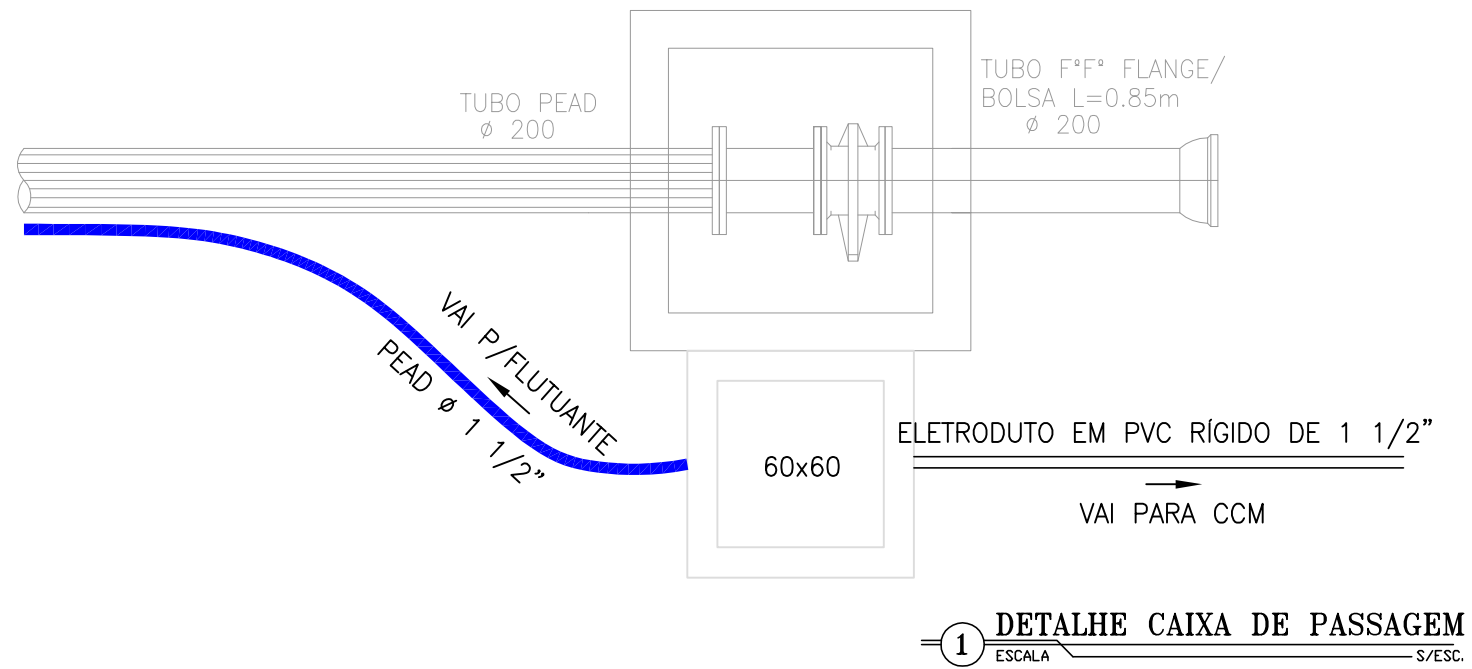 TUBO PEAD
ø 200
TUBO FºFº FLANGE/
BOLSA L=0.85m
ø 200
VAI P/FLUTUANTE
PEAD ø 1 1/2"
60x60
ELETRODUTO EM PVC RÍGIDO DE 1 1/2"
VAI PARA CCM
1 DETALHE CAIXA DE PASSAGEM
ESCALA S/ESC.